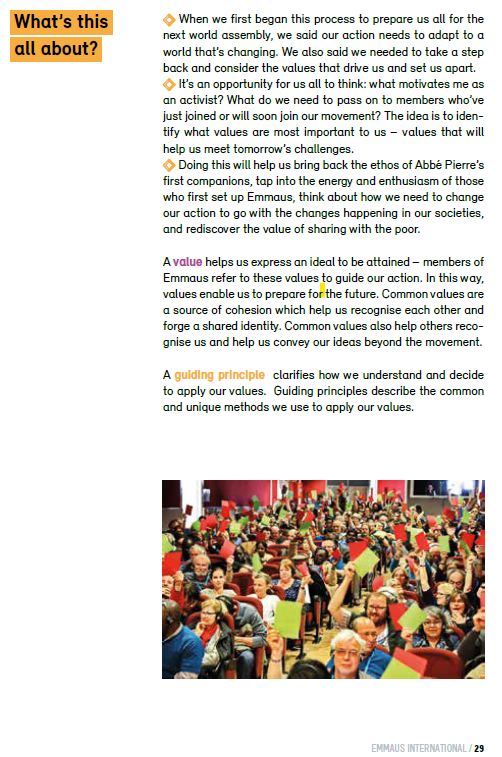 What's this
all about?
When we first began this process to prepare us all for the
next world assembly, we said our action needs to adapt to a
world that's changing. We also said we needed to take a step
back and consider the values that drive us and set us apart.
It's an opportunity for us all to think: what motivates me as
an activist? What do we need to pass on to members who've
just joined or will soon join our movement? The idea is to iden-
tify what values are most important to us – values that will
help us meet tomorrow's challenges.
Doing this will help us bring back the ethos of Abbé Pierre's
first companions, tap into the energy and enthusiasm of those
who first set up Emmaus, think about how we need to change
our action to go with the changes happening in our societies,
and rediscover the value of sharing with the poor.
A value helps us express an ideal to be attained – members of
Emmaus refer to these values to guide our action. In this way,
values enable us to prepare for the future. Common values are
a source of cohesion which help us recognise each other and
forge a shared identity. Common values also help others reco-
gnise us and help us convey our ideas beyond the movement.
A guiding principle clarifies how we understand and decide
to apply our values. Guiding principles describe the common
and unique methods we use to apply our values.
EMMAUS INTERNATIONAL / 29